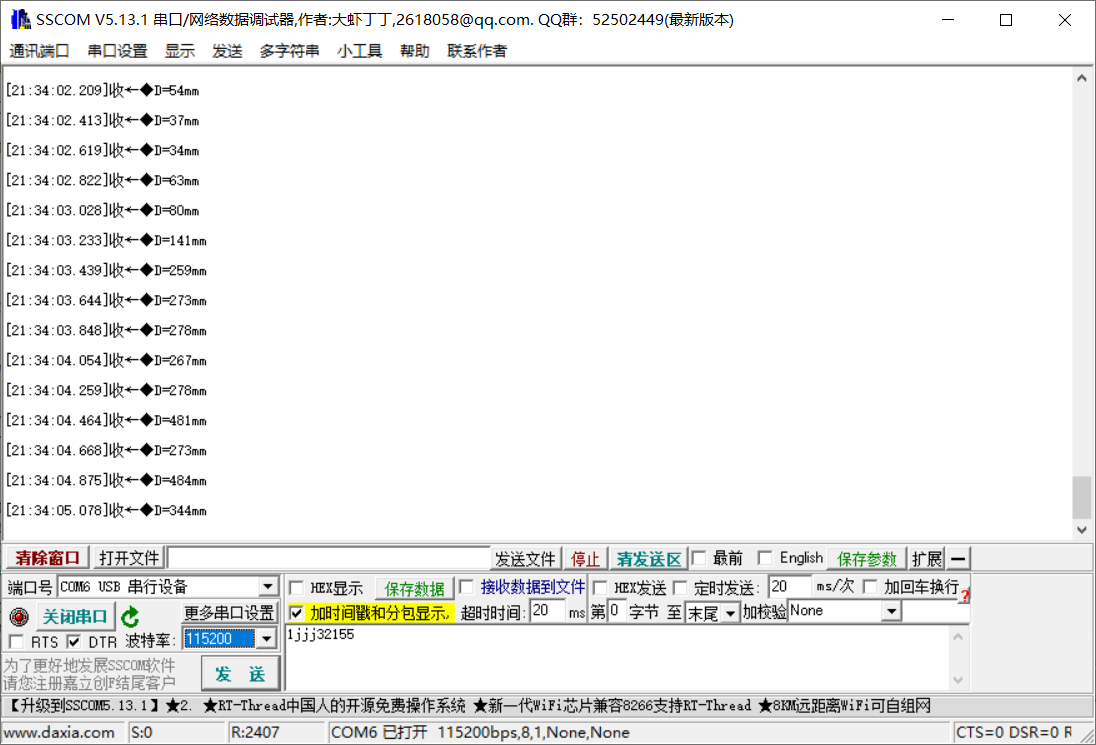 SSCOM V5.13.1 串口/网络数据调试器,作者:大虾丁丁,2618058@qq.com. QQ群: 52502449(最新版本)
通讯端口 串口设置 显示 发送 多字符串 小工具 帮助 联系作者
[21:34:02.209]收←◆D=54mm
[21:34:02.413]收←◆D=37mm
[21:34:02.619]收←◆D=34mm
[21:34:02.822]收←◆D=63mm
[21:34:03.028]收←◆D=80mm
[21:34:03.233]收←◆D=141mm
[21:34:03.439]收←◆D=259mm
[21:34:03.644]收←◆D=273mm
[21:34:03.848]收←◆D=278mm
[21:34:04.054]收←◆D=267mm
[21:34:04.259]收←◆D=278mm
[21:34:04.464]收←◆D=481mm
[21:34:04.668]收←◆D=273mm
[21:34:04.875]收←◆D=484mm
[21:34:05.078]收←◆D=344mm
清除窗口 打开文件 发送文件 停止 清发送区 最前 English 保存参数 扩展 —
端口号 COM6 USB 串行设备 HEX显示 保存数据 接收数据到文件 HEX发送 定时发送: 20 ms/次 加回车换行 ?
关闭串口 更多串口设置 加时间戳和分包显示, 超时时间: 20 ms 第 0 字节 至 末尾 加校验 None
RTS DTR 波特率: 115200 1jjj32155
为了更好地发展SSCOM软件
请您注册嘉立创F结尾客户
发 送
【升级到SSCOM5.13.1】★2. ★RT-Thread中国人的开源免费操作系统 ★新一代WiFi芯片兼容8266支持RT-Thread ★8KM远距离WiFi可自组网
www.daxia.com S:0 R:2407 COM6 已打开 115200bps,8,1,None,None CTS=0 DSR=0 R